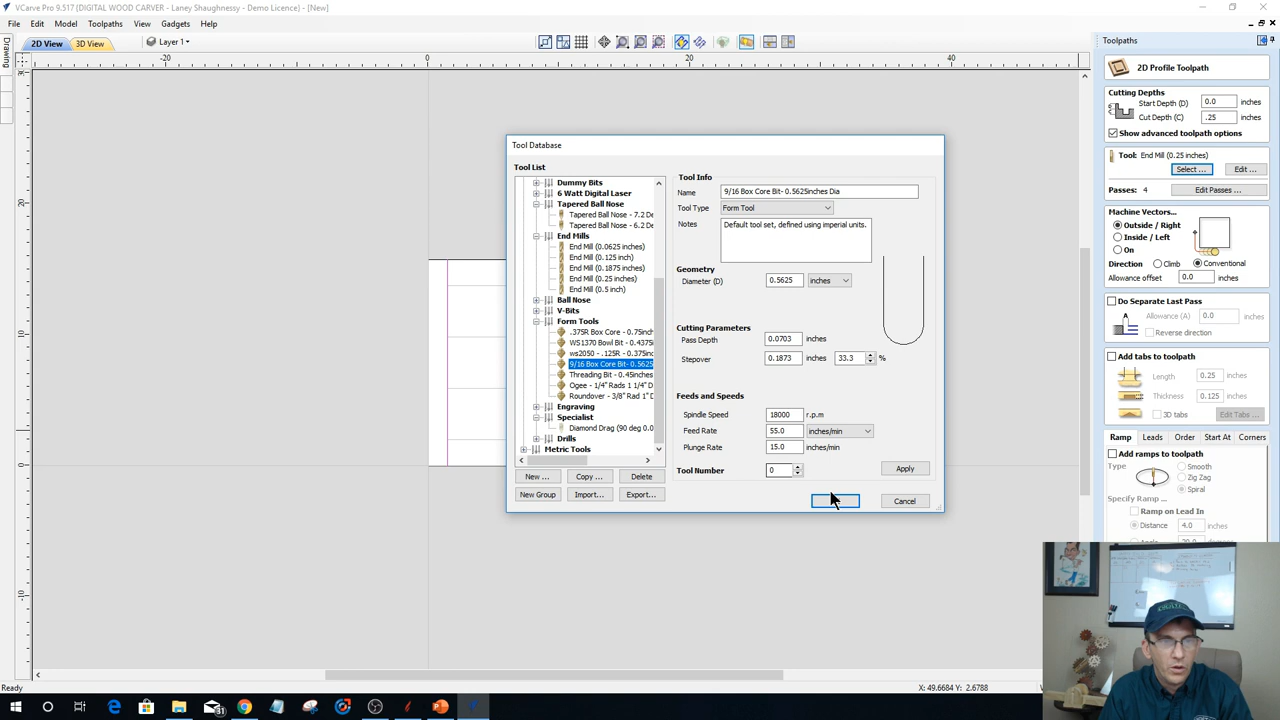 VCarve Pro 9.517 {DIGITAL WOOD CARVER - Laney Shaughnessy - Demo Licence} - [New]
File Edit Model Toolpaths View Gadgets Help
2D View 3D View Layer 1
Drawing
-20 0 20 40
20
10
0
-10
Tool Database
Tool List
Dummy Bits
6 Watt Digital Laser
Tapered Ball Nose
Tapered Ball Nose - 7.2 De
Tapered Ball Nose - 6.2 De
End Mills
End Mill (0.0625 inches)
End Mill (0.125 inch)
End Mill (0.1875 inches)
End Mill (0.25 inches)
End Mill (0.5 inch)
Ball Nose
V-Bits
Form Tools
.375R Box Core - 0.75inch
WS1370 Bowl Bit - 0.4375i
ws2050 - .125R - 0.375inc
9/16 Box Core Bit- 0.5625
Threading Bit - 0.45inches
Ogee - 1/4" Rads 1 1/4" D
Roundover - 3/8" Rad 1" D
Engraving
Specialist
Diamond Drag (90 deg 0.0
Drills
Metric Tools
New ... Copy ... Delete
New Group Import... Export...
Tool Info
Name 9/16 Box Core Bit- 0.5625inches Dia
Tool Type Form Tool
Notes Default tool set, defined using imperial units.
Geometry
Diameter (D) 0.5625 inches
Cutting Parameters
Pass Depth 0.0703 inches
Stepover 0.1873 inches 33.3 %
Feeds and Speeds
Spindle Speed 18000 r.p.m
Feed Rate 55.0 inches/min
Plunge Rate 15.0 inches/min
Tool Number 0 Apply
Cancel
Toolpaths
2D Profile Toolpath
Cutting Depths
Start Depth (D) 0.0 inches
Cut Depth (C) .25 inches
Show advanced toolpath options
Tool: End Mill (0.25 inches)
Select ... Edit ...
Passes: 4 Edit Passes ...
Machine Vectors...
Outside / Right
Inside / Left
On
Direction Climb Conventional
Allowance offset 0.0 inches
Do Separate Last Pass
Allowance (A) 0.0 inches
Reverse direction
Add tabs to toolpath
Length 0.25 inches
Thickness 0.125 inches
3D tabs Edit Tabs ...
Ramp Leads Order Start At Corners
Add ramps to toolpath
Type Smooth
Zig Zag
Spiral
Specify Ramp ...
Ramp on Lead In
Distance 4.0 inches
Ready X: 49.6684 Y: 2.6788